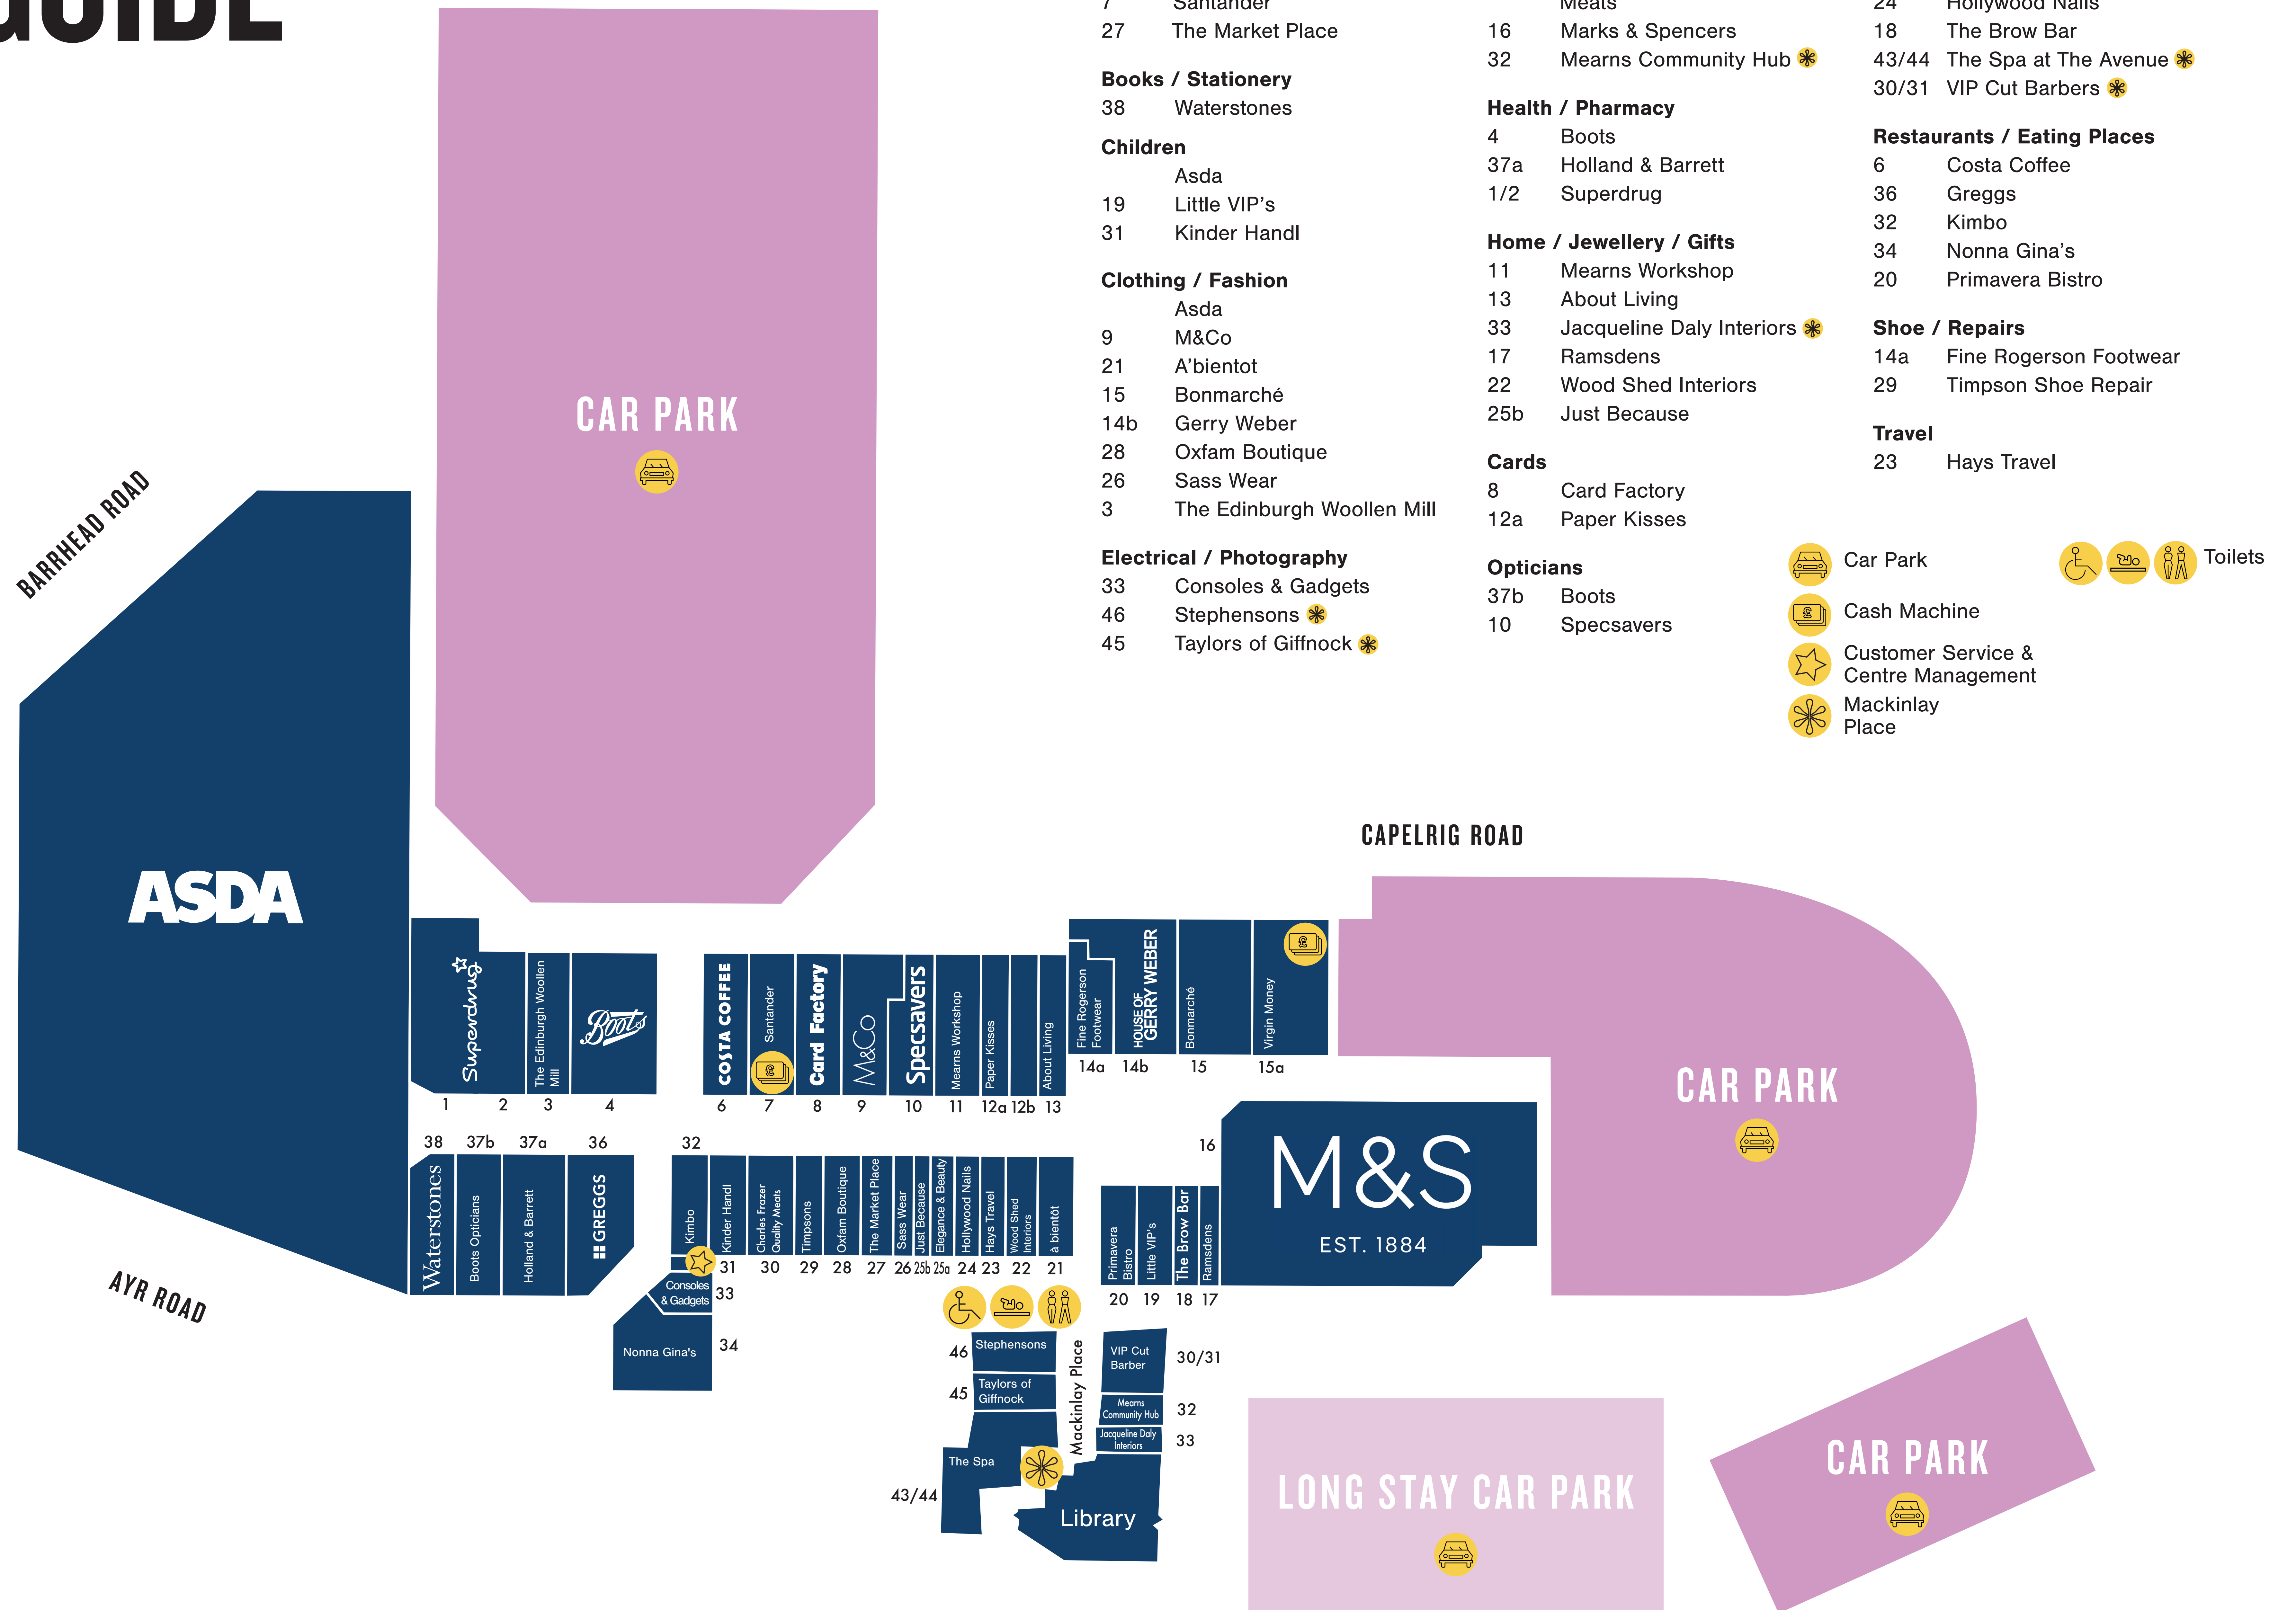 GUIDE
7 Santander
27 The Market Place
Books / Stationery
38 Waterstones
Children
Asda
19 Little VIP's
31 Kinder Handl
Clothing / Fashion
Asda
9 M&Co
21 A'bientot
15 Bonmarché
14b Gerry Weber
28 Oxfam Boutique
26 Sass Wear
3 The Edinburgh Woollen Mill
Electrical / Photography
33 Consoles & Gadgets
46 Stephensons
45 Taylors of Giffnock
Meats
16 Marks & Spencers
32 Mearns Community Hub
Health / Pharmacy
4 Boots
37a Holland & Barrett
1/2 Superdrug
Home / Jewellery / Gifts
11 Mearns Workshop
13 About Living
33 Jacqueline Daly Interiors
17 Ramsdens
22 Wood Shed Interiors
25b Just Because
Cards
8 Card Factory
12a Paper Kisses
Opticians
37b Boots
10 Specsavers
24 Hollywood Nails
18 The Brow Bar
43/44 The Spa at The Avenue
30/31 VIP Cut Barbers
Restaurants / Eating Places
6 Costa Coffee
36 Greggs
32 Kimbo
34 Nonna Gina's
20 Primavera Bistro
Shoe / Repairs
14a Fine Rogerson Footwear
29 Timpson Shoe Repair
Travel
23 Hays Travel
Car Park
Toilets
Cash Machine
Customer Service &
Centre Management
Mackinlay
Place
CAR PARK
BARRHEAD ROAD
ASDA
AYR ROAD
CAPELRIG ROAD
Superdrug
The Edinburgh Woollen
Mill
Boots
COSTA COFFEE
Santander
£
Card Factory
M&Co
Specsavers
Mearns Workshop
Paper Kisses
About Living
Fine Rogerson
Footwear
HOUSE OF
GERRY WEBER
Bonmarché
Virgin Money
£
14a 14b 15 15a
1 2 3 4 6 7 8 9 10 11 12a 12b 13
CAR PARK
38 37b 37a 36 32
16
Waterstones
Boots Opticians
Holland & Barrett
GREGGS
Kimbo
Kinder Handl
Charles Frazer
Quality Meats
Timpsons
Oxfam Boutique
The Market Place
Sass Wear
Just Because
Elegance & Beauty
Hollywood Nails
Hays Travel
Wood Shed
Interiors
à bientôt
Primavera
Bistro
Little VIP's
The Brow Bar
Ramsdens
M&S
EST. 1884
31 30 29 28 27 26 25b 25a 24 23 22 21
20 19 18 17
Consoles
& Gadgets
33
Nonna Gina's
34
46 Stephensons
45 Taylors of
Giffnock
The Spa
43/44
Mackinlay Place
VIP Cut
Barber
30/31
Mearns
Community Hub
32
Jacqueline Daly
Interiors
33
Library
LONG STAY CAR PARK
CAR PARK